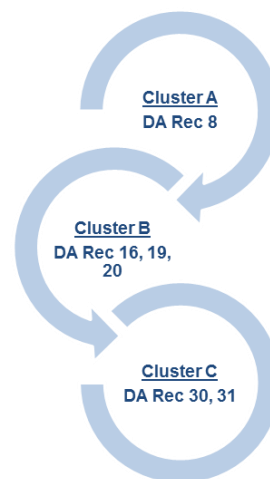 Cluster A
DA Rec 8
Cluster B
DA Rec 16, 19,
20
Cluster C
DA Rec 30, 31